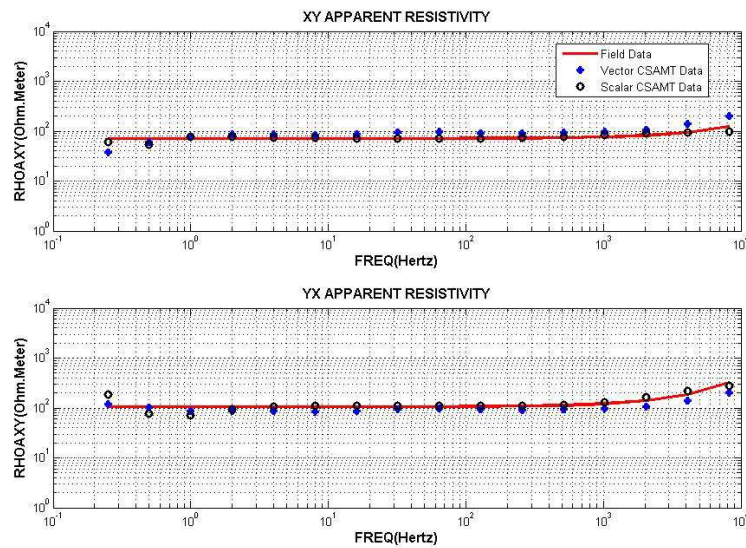 XY APPARENT RESISTIVITY
10^4
10^3
10^2
10^1
10^0
RHOAXY(Ohm.Meter)
Field Data
Vector CSAMT Data
Scalar CSAMT Data
10^-1 10^0 10^1 10^2 10^3 10^4
FREQ(Hertz)
YX APPARENT RESISTIVITY
10^4
10^3
10^2
10^1
10^0
RHOAXY(Ohm.Meter)
10^-1 10^0 10^1 10^2 10^3 10^4
FREQ(Hertz)